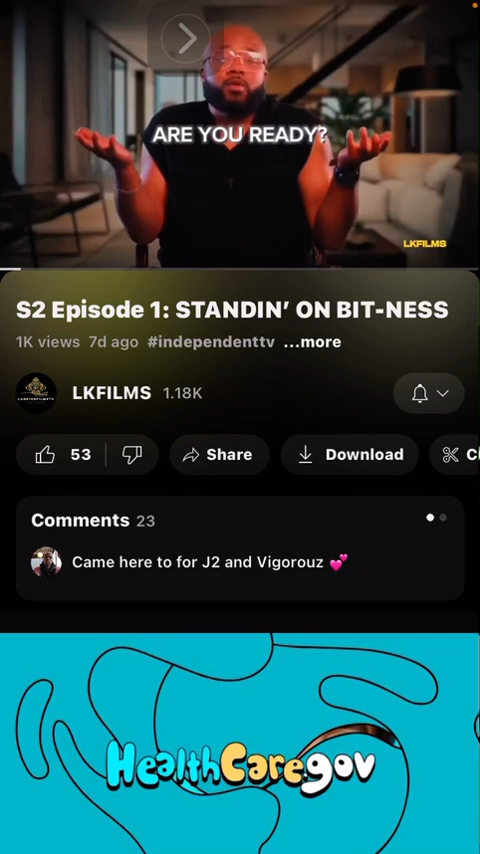 ARE YOU READY?
LKFILMS
S2 Episode 1: STANDIN’ ON BIT-NESS
1K views 7d ago #independenttv ...more
LKFILMS 1.18K
53 Share Download
Comments 23
Came here to for J2 and Vigorouz 💕
HealthCaregov